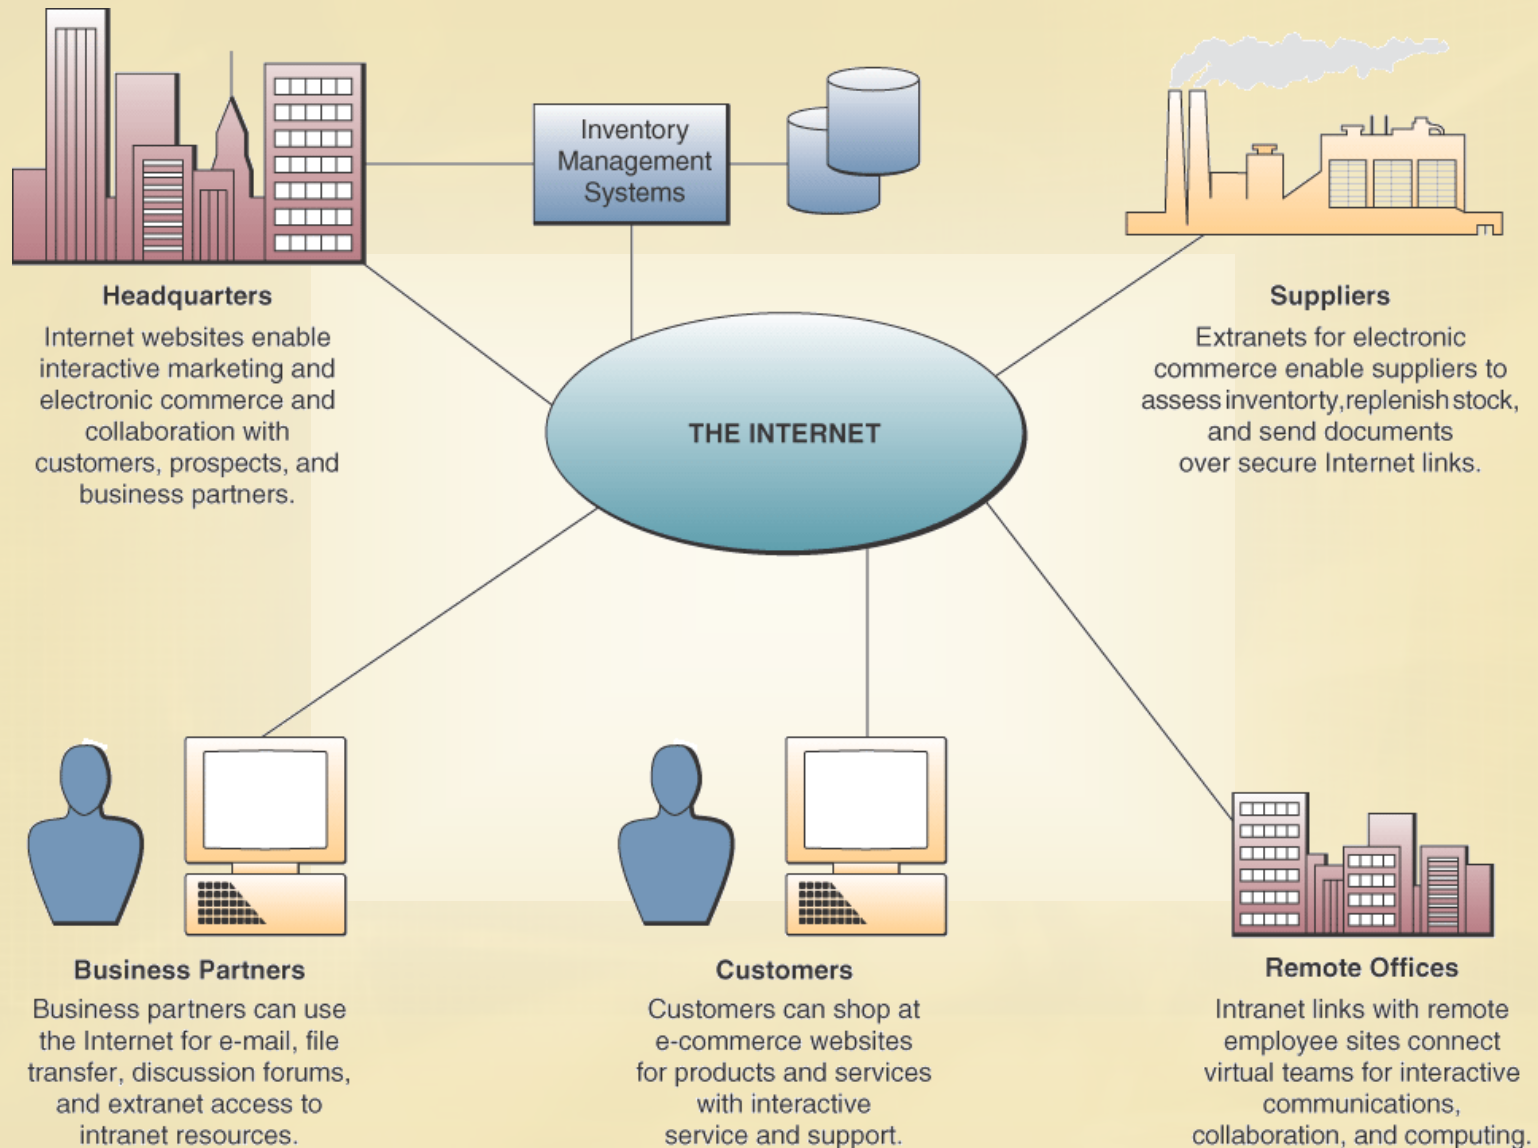 Inventory
Management
Systems
Headquarters
Internet websites enable
interactive marketing and
electronic commerce and
collaboration with
customers, prospects, and
business partners.
Suppliers
Extranets for electronic
commerce enable suppliers to
assess inventorty,replenish stock,
and send documents
over secure Internet links.
THE INTERNET
Business Partners
Business partners can use
the Internet for e-mail, file
transfer, discussion forums,
and extranet access to
intranet resources.
Customers
Customers can shop at
e-commerce websites
for products and services
with interactive
service and support.
Remote Offices
Intranet links with remote
employee sites connect
virtual teams for interactive
communications,
collaboration, and computing.